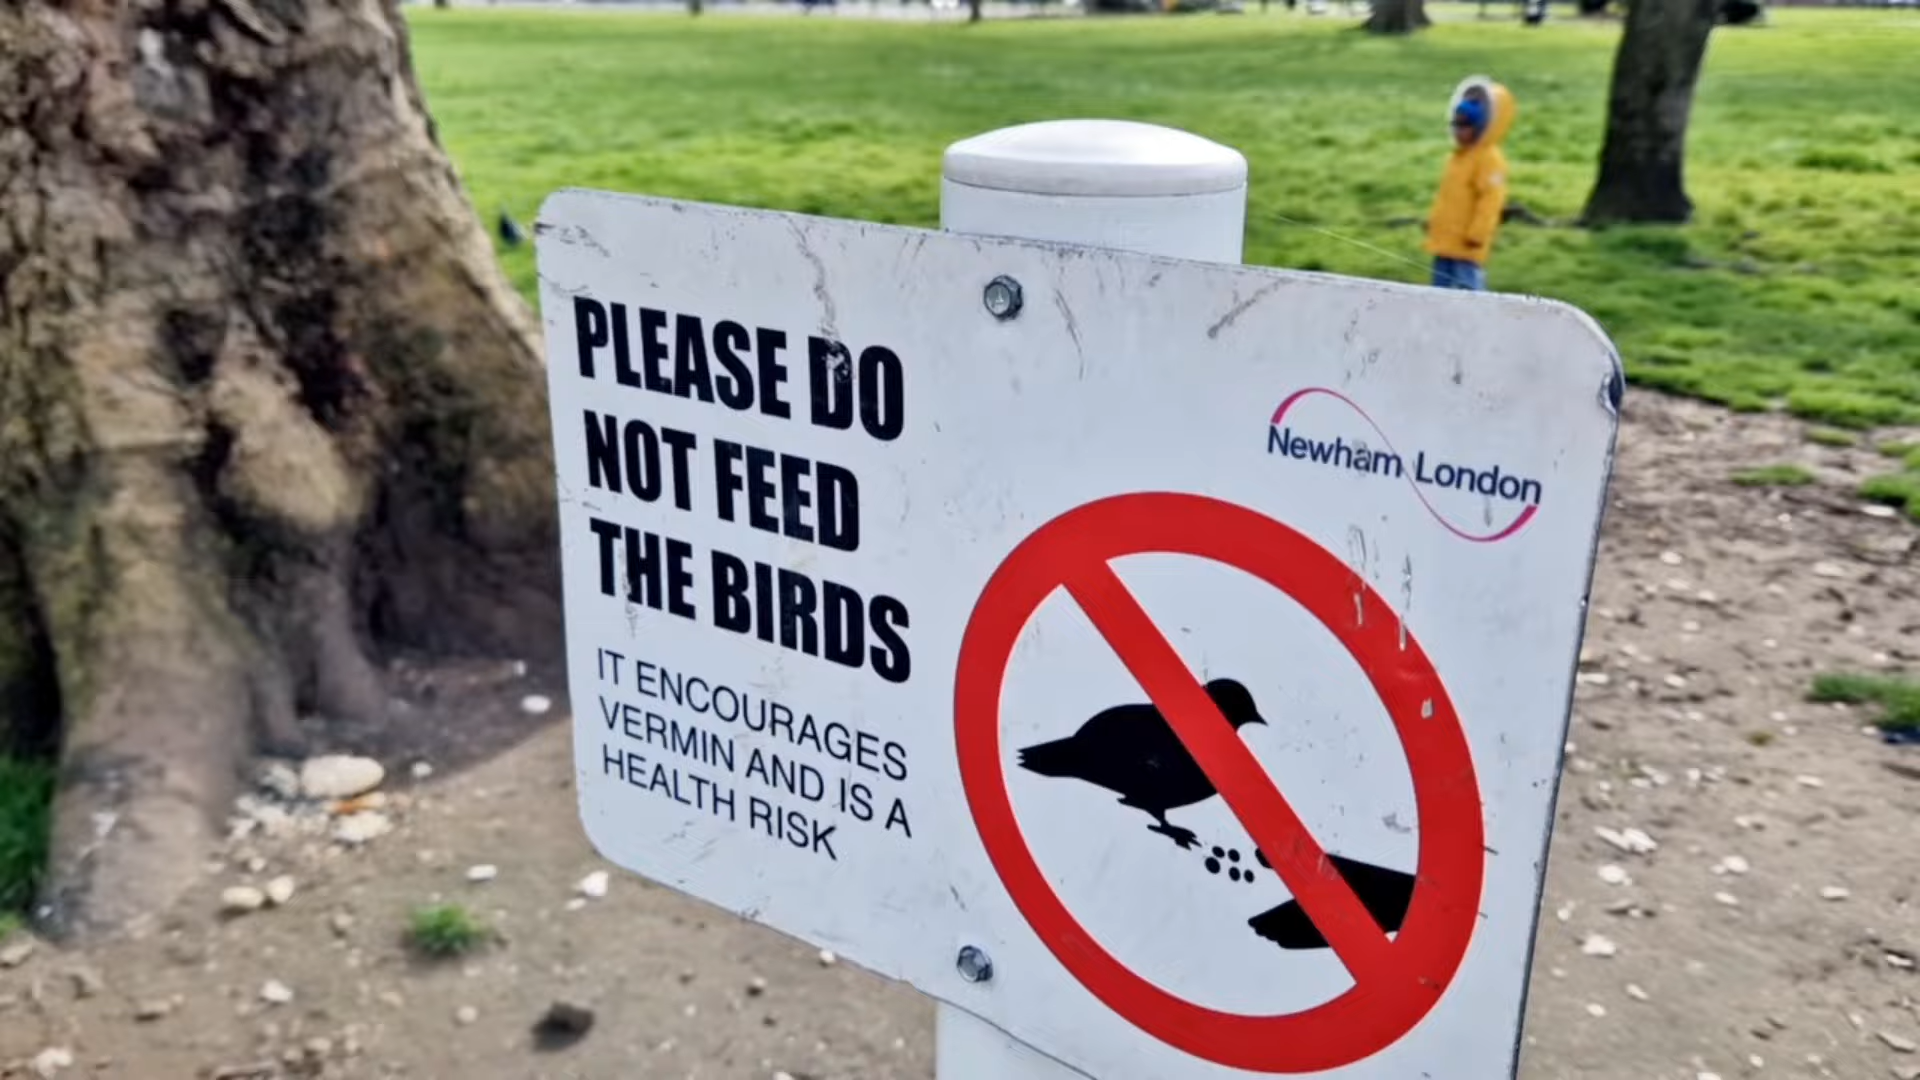 PLEASE DO
NOT FEED
THE BIRDS
IT ENCOURAGES
VERMIN AND IS A
HEALTH RISK
Newham London